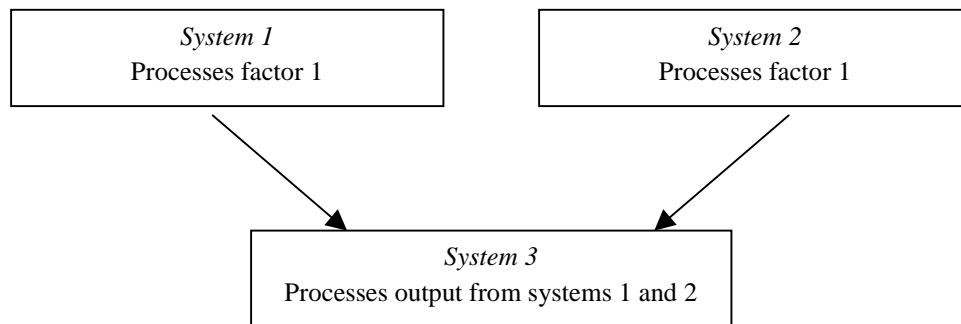 System 1
Processes factor 1
System 2
Processes factor 1
System 3
Processes output from systems 1 and 2